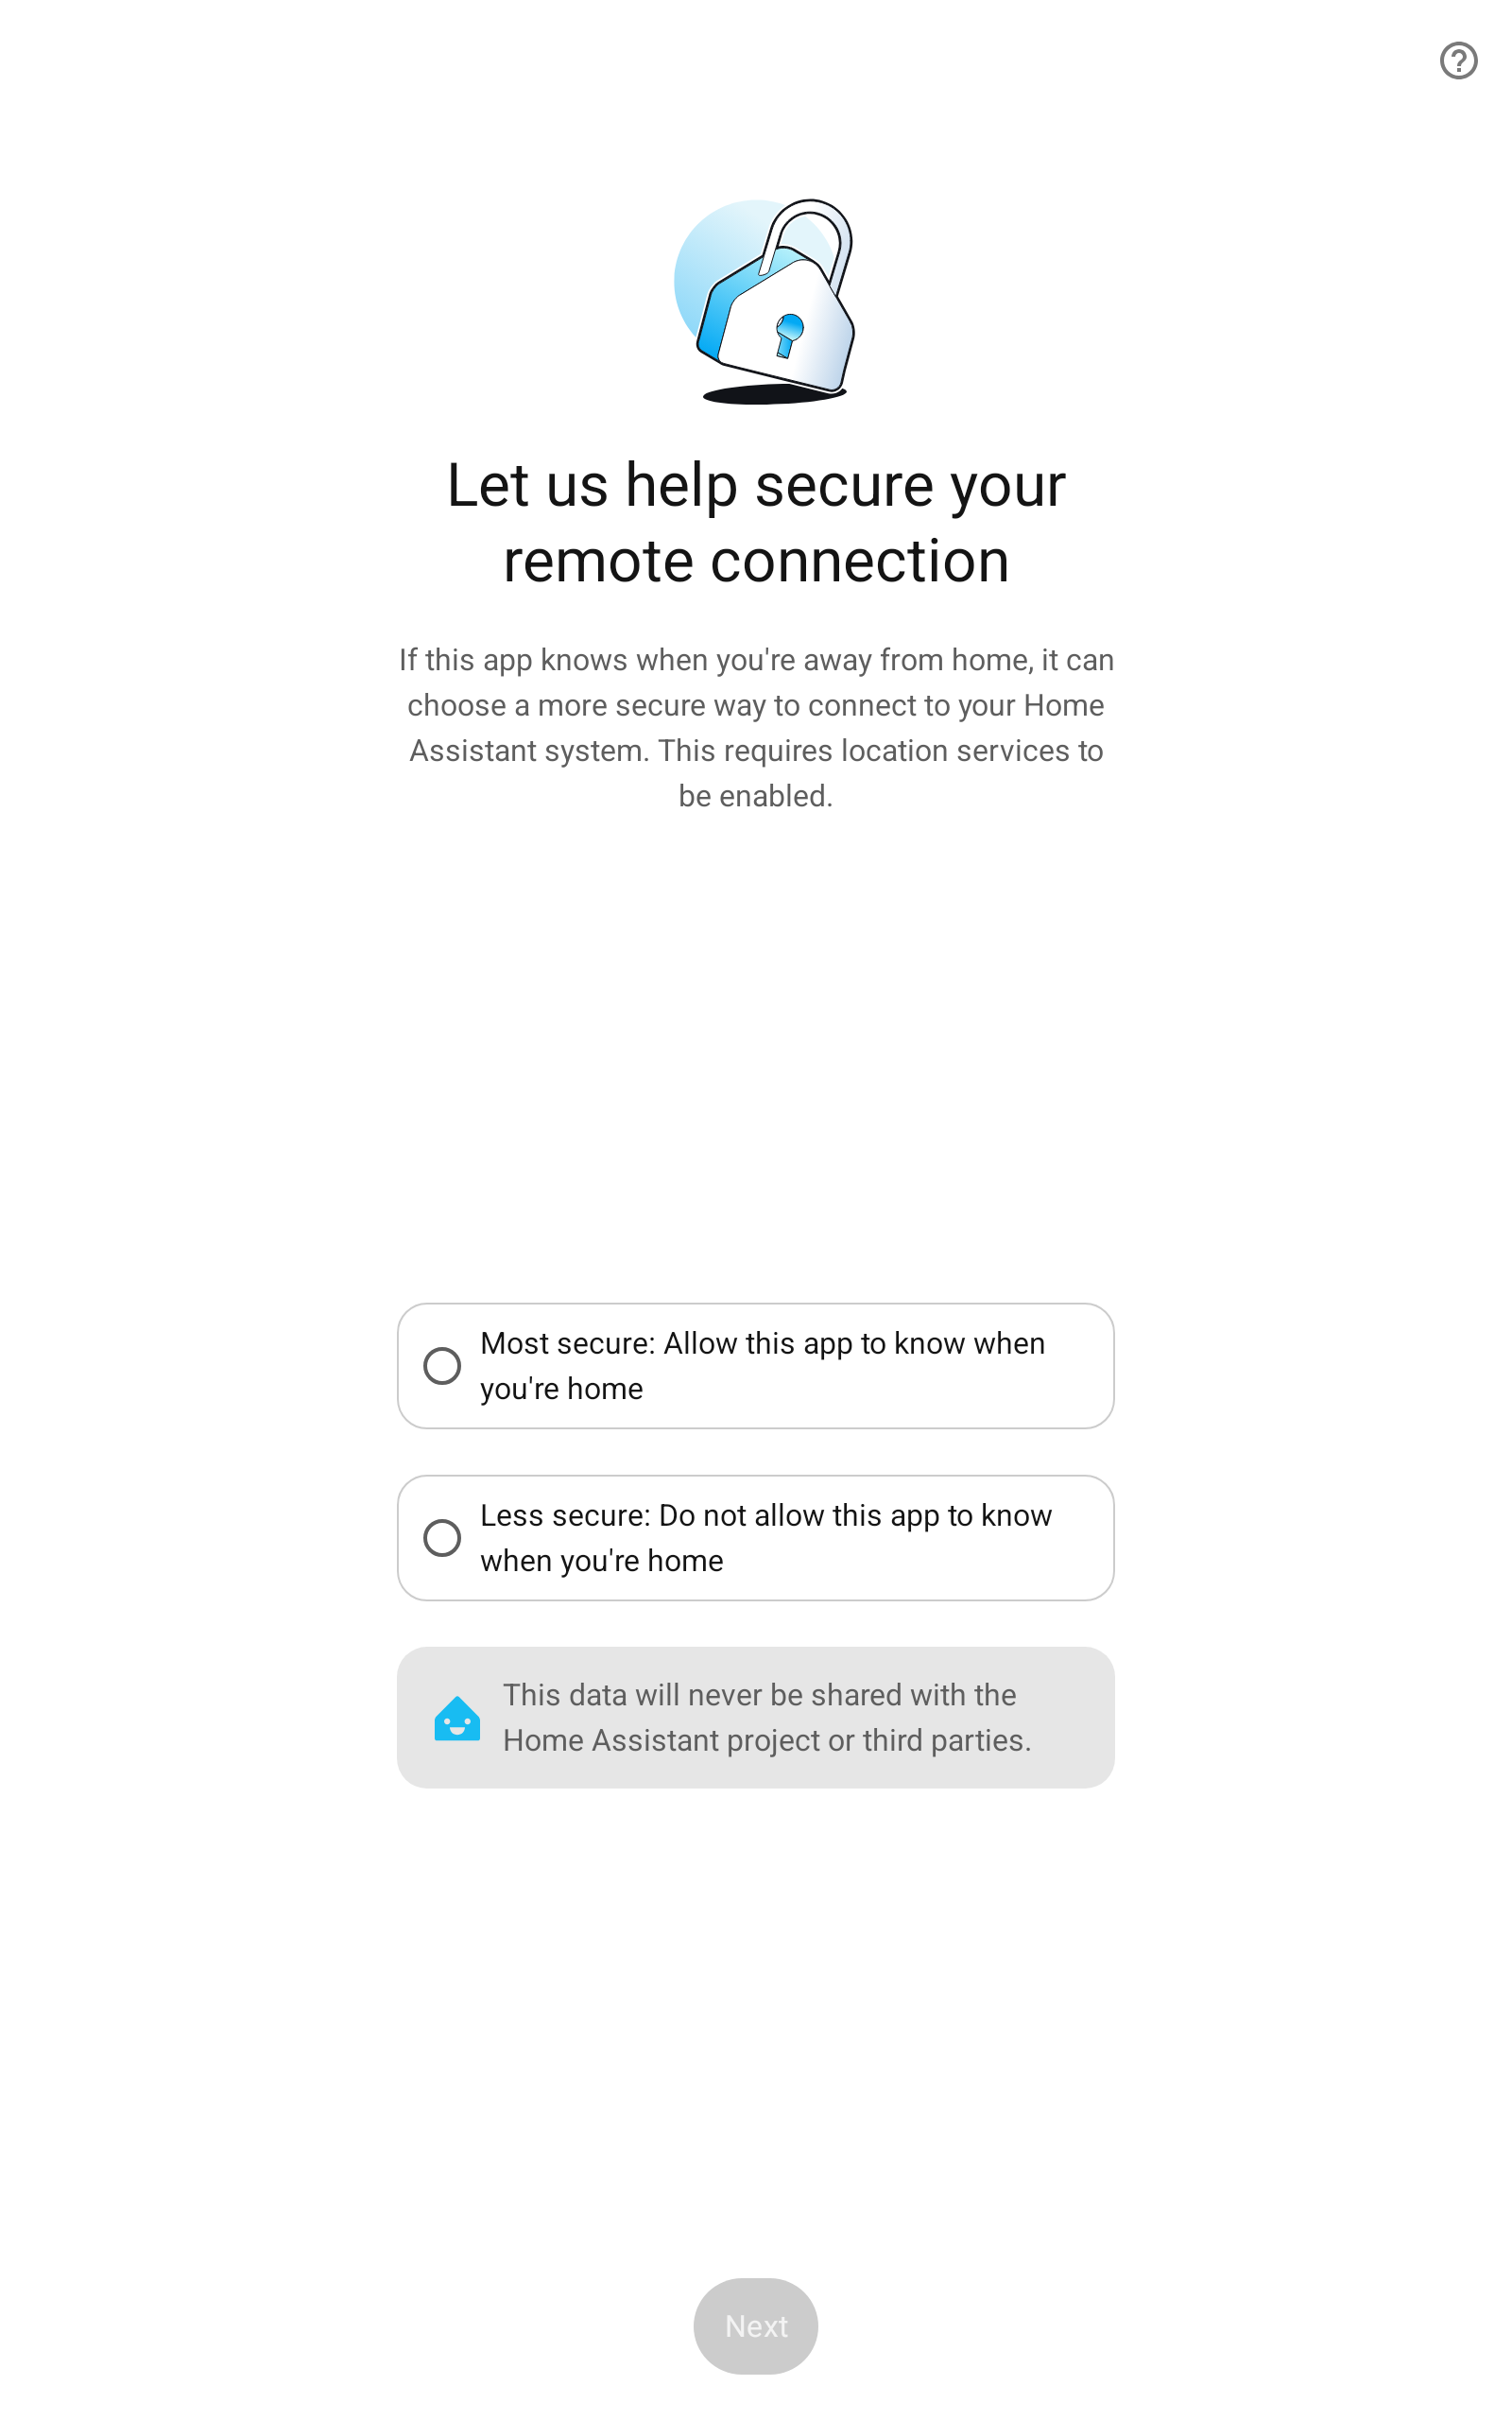 Let us help secure your
remote connection
If this app knows when you're away from home, it can
choose a more secure way to connect to your Home
Assistant system. This requires location services to
be enabled.
Most secure: Allow this app to know when
you're home
Less secure: Do not allow this app to know
when you're home
This data will never be shared with the
Home Assistant project or third parties.
Next